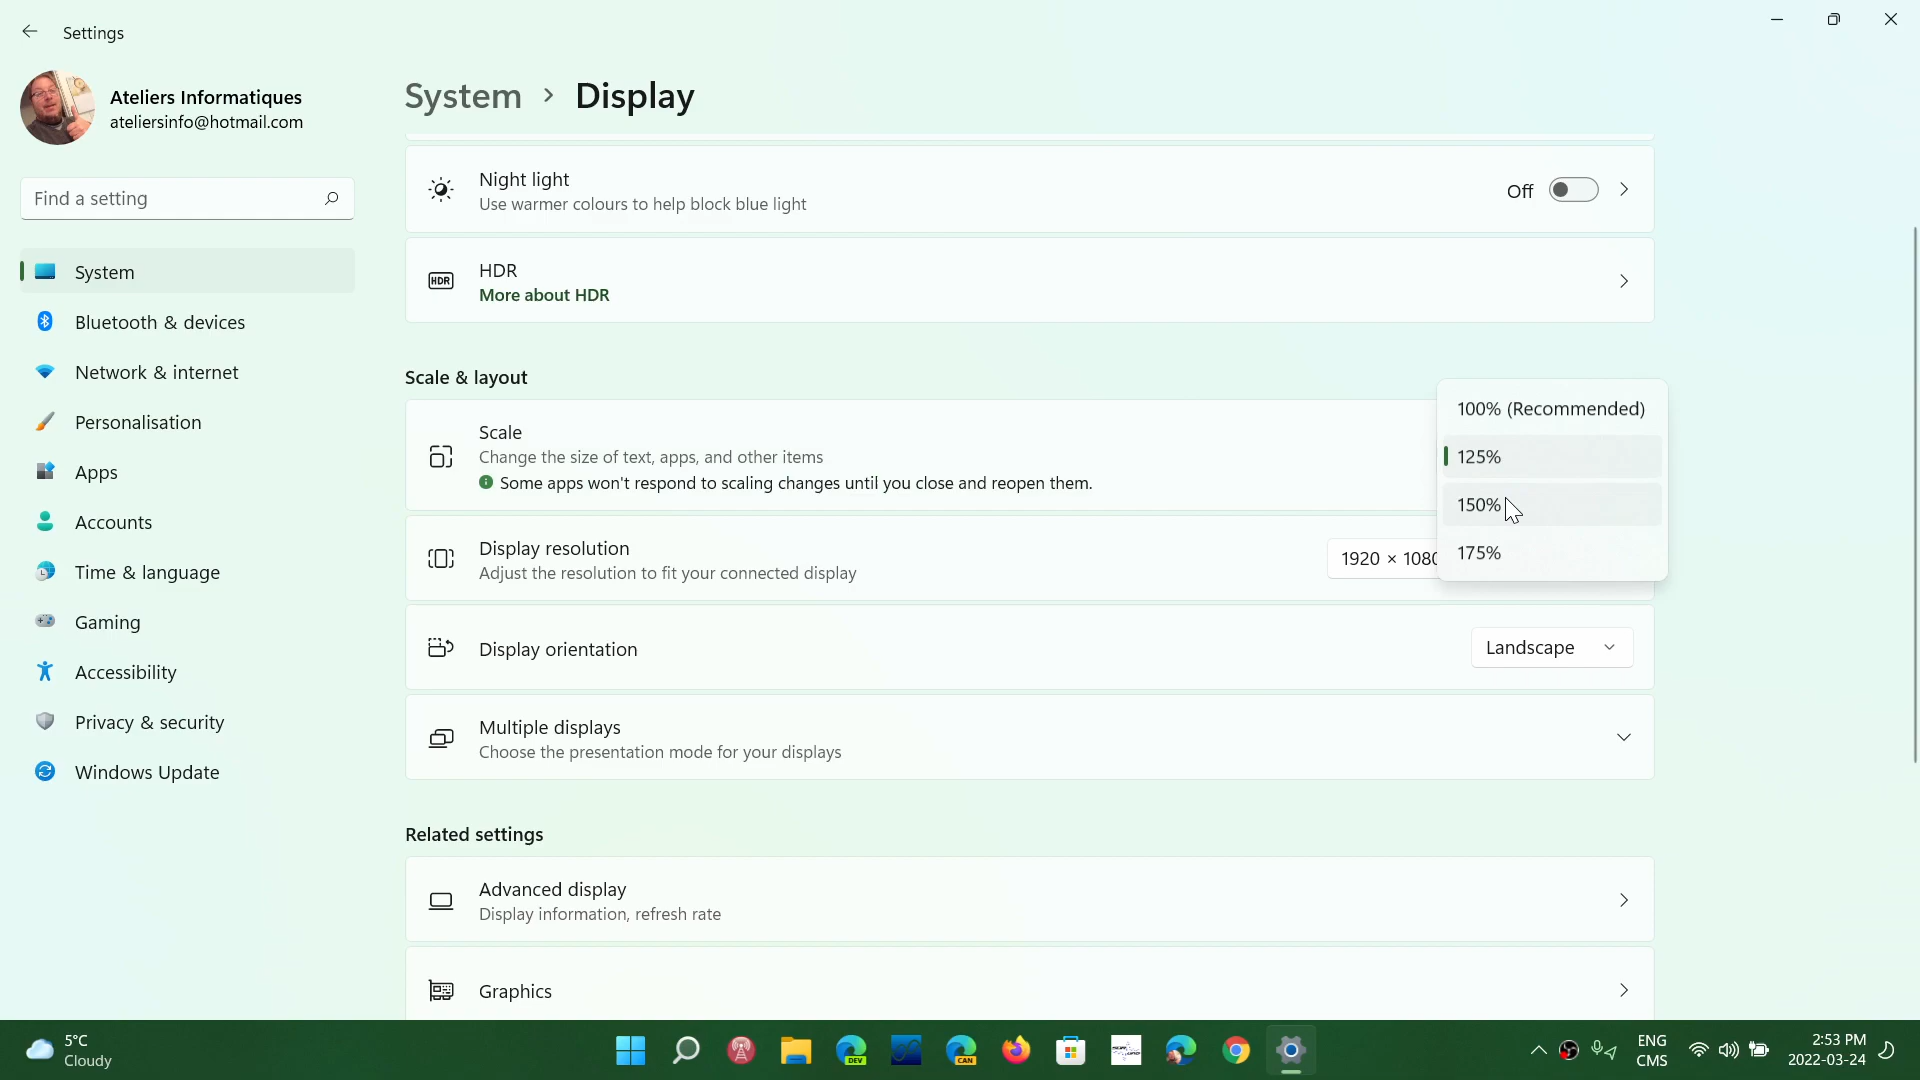 Settings
Ateliers Informatiques
ateliersinfo@hotmail.com
Find a setting
System
Bluetooth & devices
Network & internet
Personalisation
Apps
Accounts
Time & language
Gaming
Accessibility
Privacy & security
Windows Update
System > Display
Night light
Use warmer colours to help block blue light
Off
HDR
HDR
More about HDR
Scale & layout
Scale
Change the size of text, apps, and other items
Some apps won't respond to scaling changes until you close and reopen them.
100% (Recommended)
125%
150%
175%
Display resolution
Adjust the resolution to fit your connected display
1920 × 1080
Display orientation
Landscape
Multiple displays
Choose the presentation mode for your displays
Related settings
Advanced display
Display information, refresh rate
Graphics
5°C
Cloudy
DEV
CAN
ENG
CMS
2:53 PM
2022-03-24